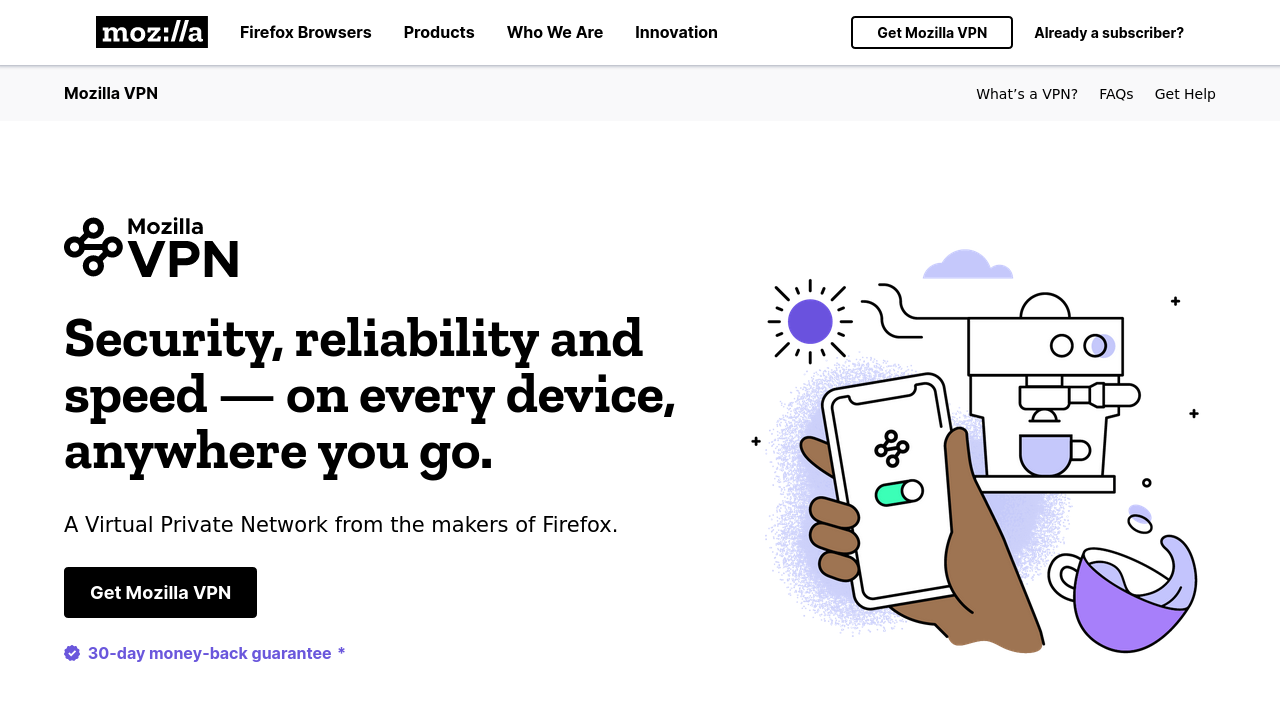 moz://a
Firefox Browsers
Products
Who We Are
Innovation
Get Mozilla VPN
Already a subscriber?
Mozilla VPN
What’s a VPN?
FAQs
Get Help
Mozilla
VPN
Security, reliability and
speed — on every device,
anywhere you go.
A Virtual Private Network from the makers of Firefox.
Get Mozilla VPN
30-day money-back guarantee *